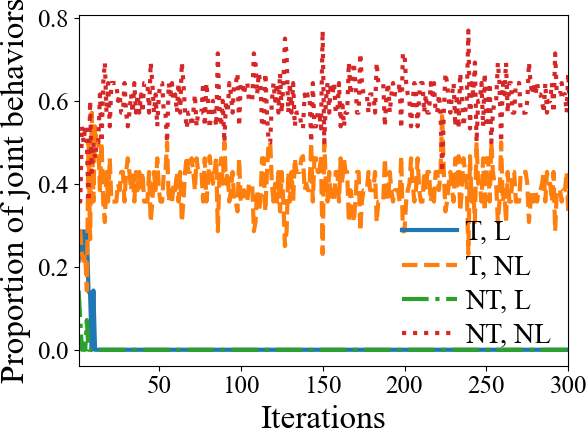 Proportion of joint behaviors
0.8
0.6
0.4
0.2
0.0
T, L
T, NL
NT, L
NT, NL
50
100
150
200
250
300
Iterations